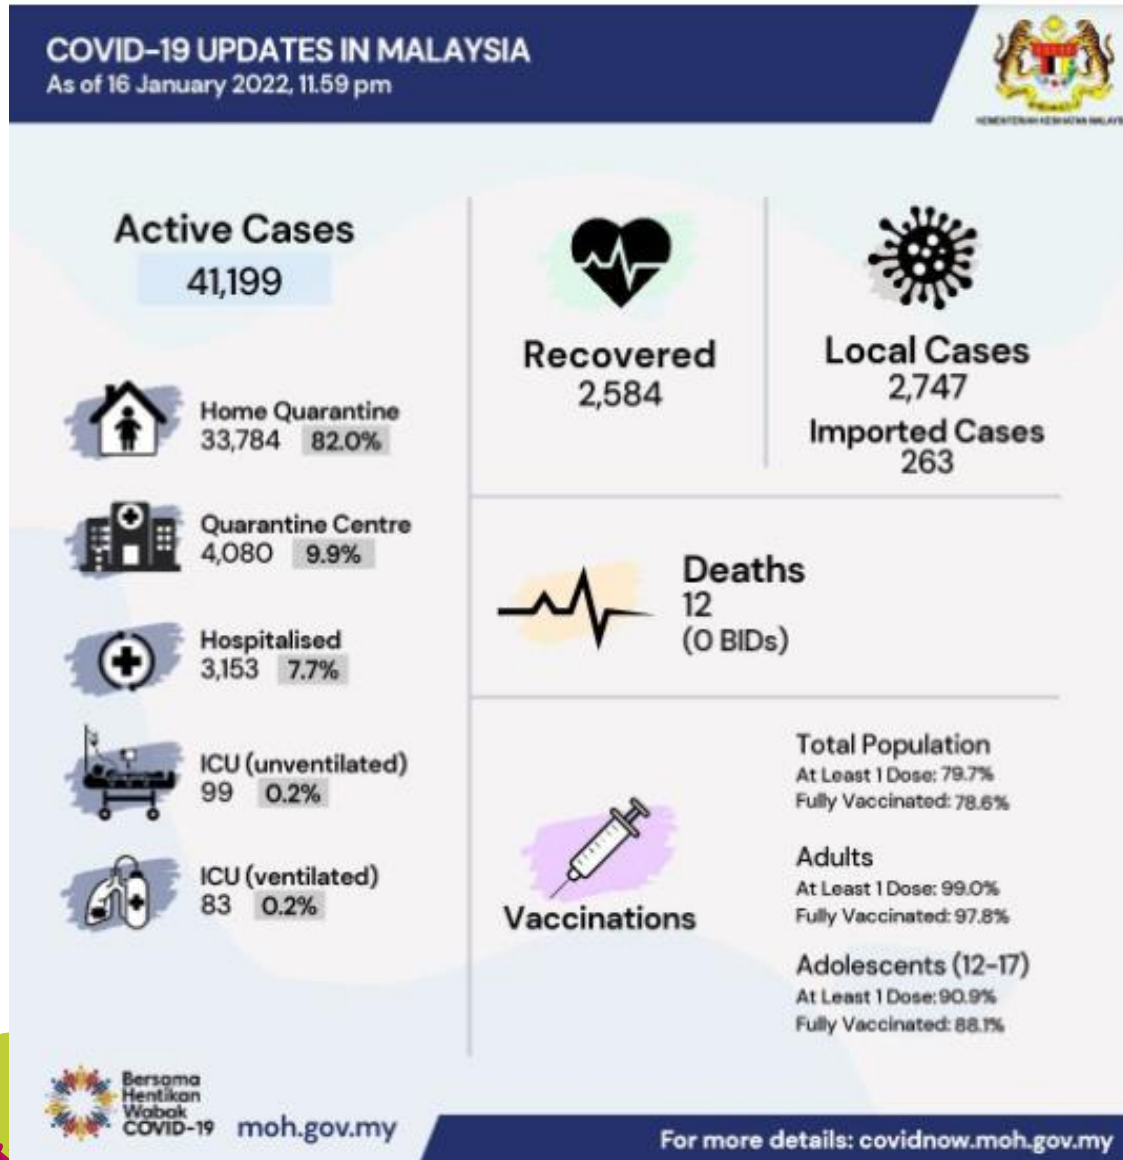 COVID-19 UPDATES IN MALAYSIA
As of 16 January 2022, 11.59 pm
KEMENTERIAN KESIHATAN MALAYS
Active Cases
41,199
Home Quarantine
33,784 82.0%
Quarantine Centre
4,080 9.9%
Hospitalised
3,153 7.7%
ICU (unventilated)
99 0.2%
ICU (ventilated)
83 0.2%
Recovered
2,584
Local Cases
2,747
Imported Cases
263
Deaths
12
(0 BIDs)
Vaccinations
Total Population
At Least 1 Dose: 79.7%
Fully Vaccinated: 78.6%
Adults
At Least 1 Dose: 99.0%
Fully Vaccinated: 97.8%
Adolescents (12-17)
At Least 1 Dose: 90.9%
Fully Vaccinated: 88.1%
Bersama
Hentikan
Wabak
COVID-19
moh.gov.my
For more details: covidnow.moh.gov.my